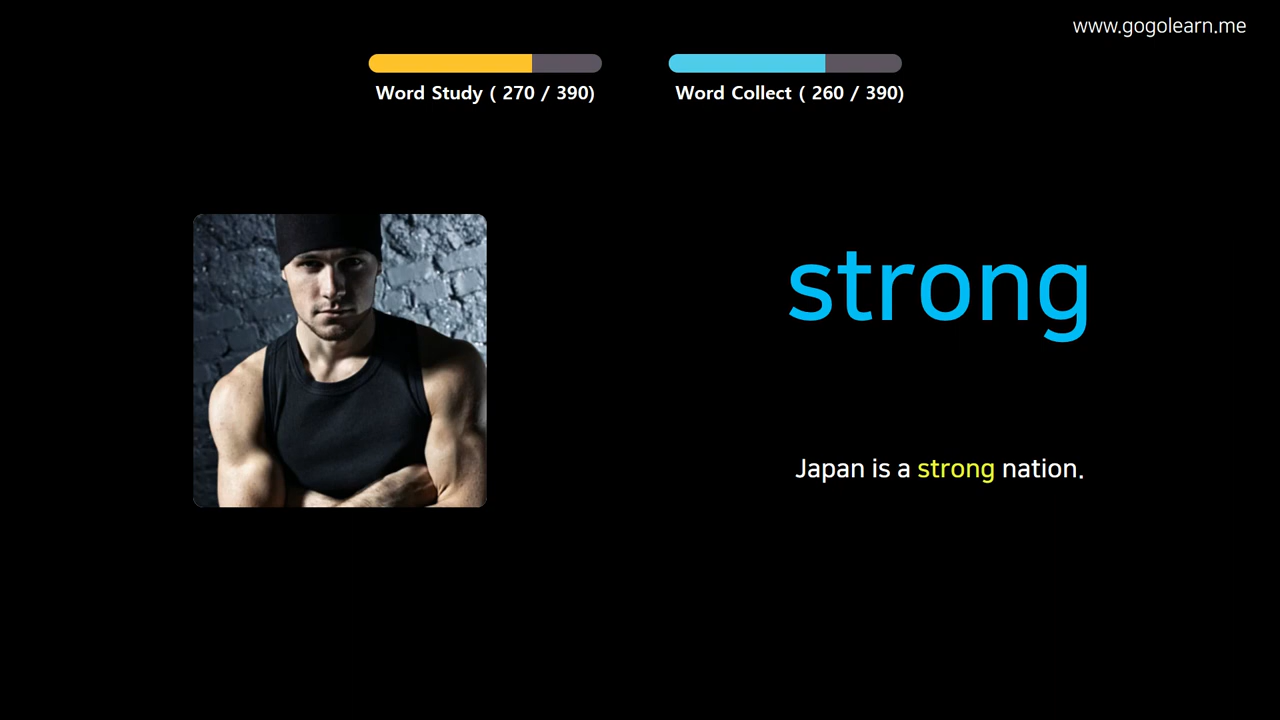 www.gogolearn.me
Word Study ( 270 / 390)
Word Collect ( 260 / 390)
strong
Japan is a strong nation.